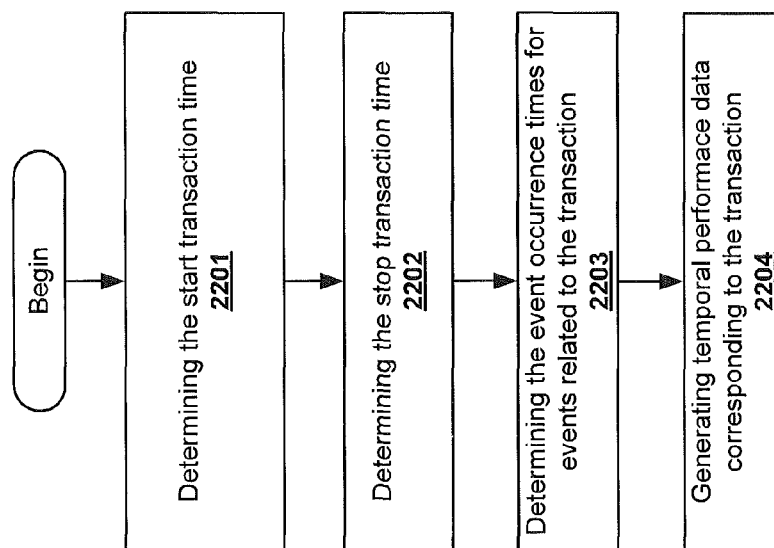 Begin
Determining the start transaction time
2201
Determining the stop transaction time
2202
Determining the event occurrence times for
events related to the transaction
2203
Generating temporal performace data
corresponding to the transaction
2204